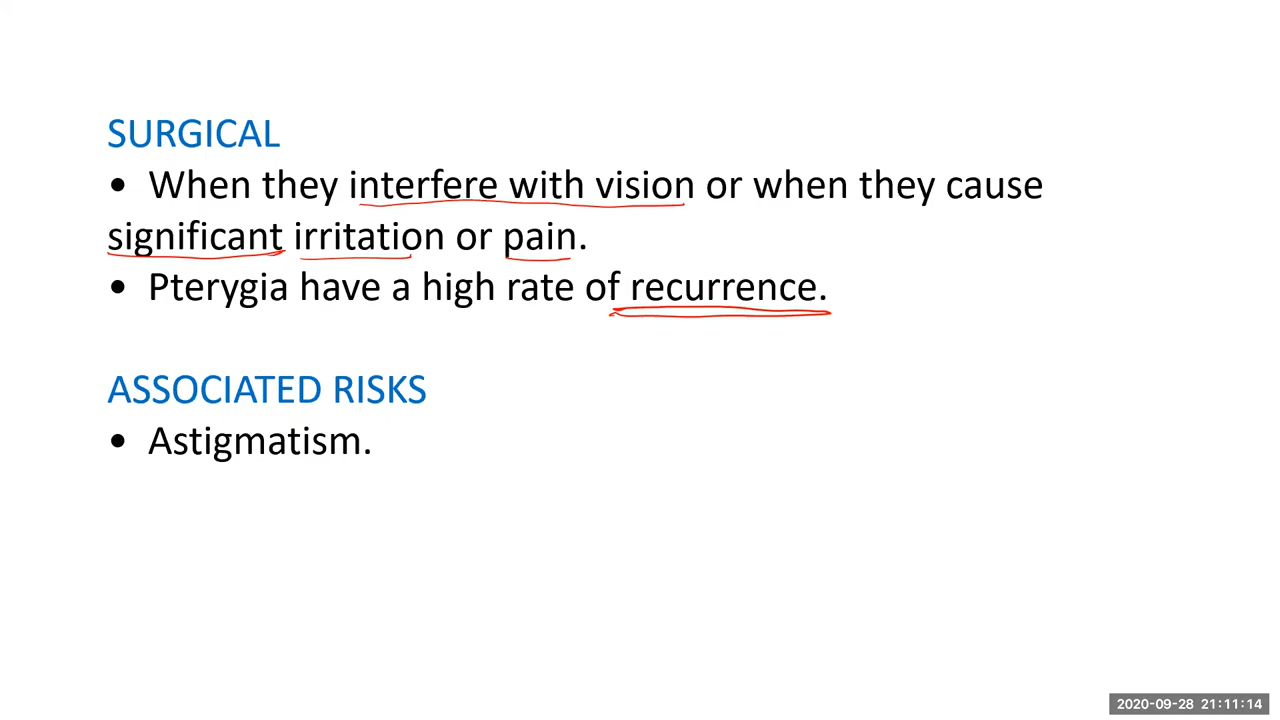 SURGICAL
• When they interfere with vision or when they cause
significant irritation or pain.
• Pterygia have a high rate of recurrence.
ASSOCIATED RISKS
• Astigmatism.
2020-09-28 21:11:14